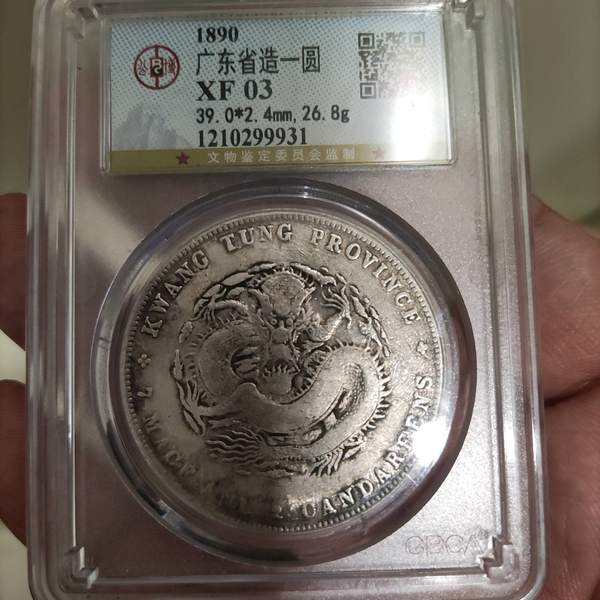 1890
广东省造一圆
XF 03
39.0*2.4mm,26.8g
1210299931
★ 文物鉴定委员会监制 ★
KWANG TUNG PROVINCE
7 MACE CANDAREENS